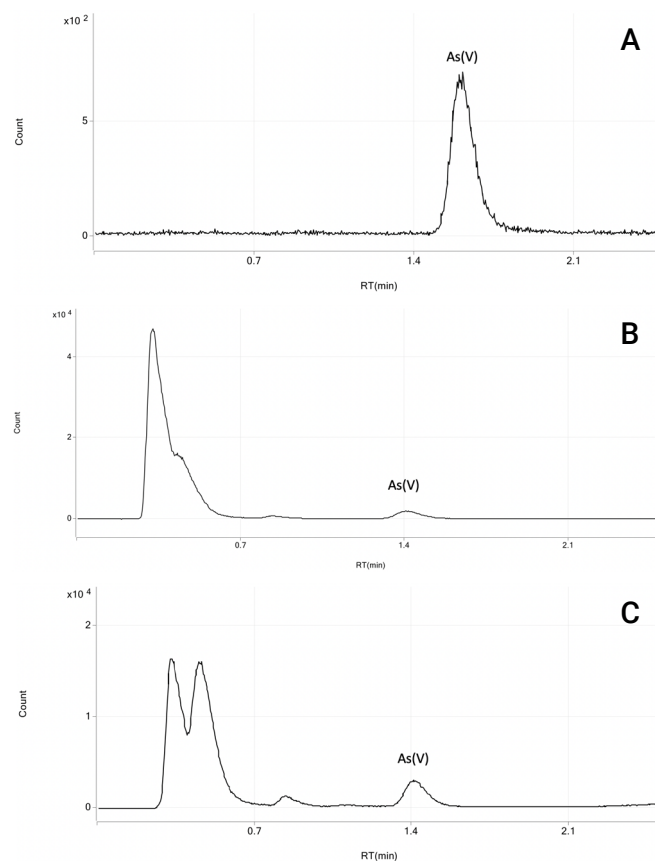 x10 2
A
As(V)
5
Count
0
0.7 1.4 2.1
RT(min)
x10 4
B
4
Count
2
As(V)
0
0.7 1.4 2.1
RT(min)
x10 4
C
2
Count
1
As(V)
0
0.7 1.4 2.1
RT(min)